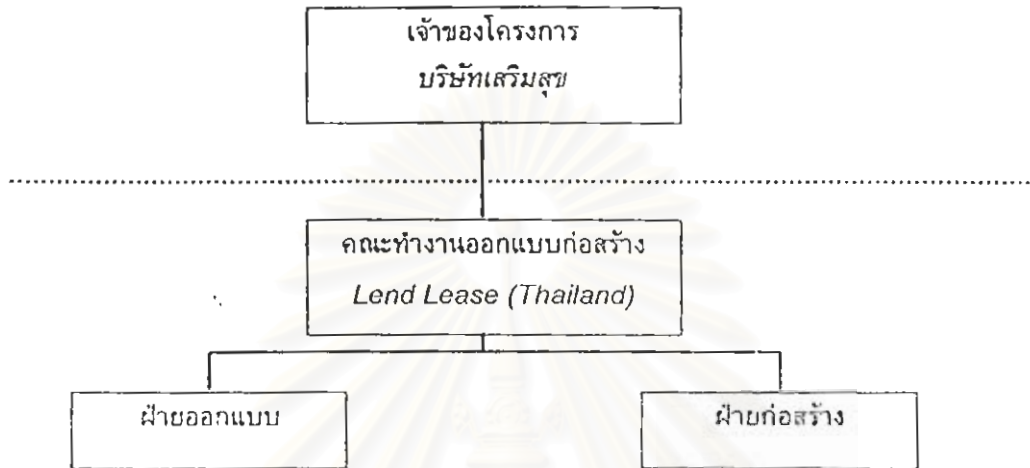 เจ้าของโครงการ
บริษัทเสริมสุข
คณะทำงานออกแบบก่อสร้าง
Lend Lease (Thailand)
ฝ่ายออกแบบ
ฝ่ายก่อสร้าง